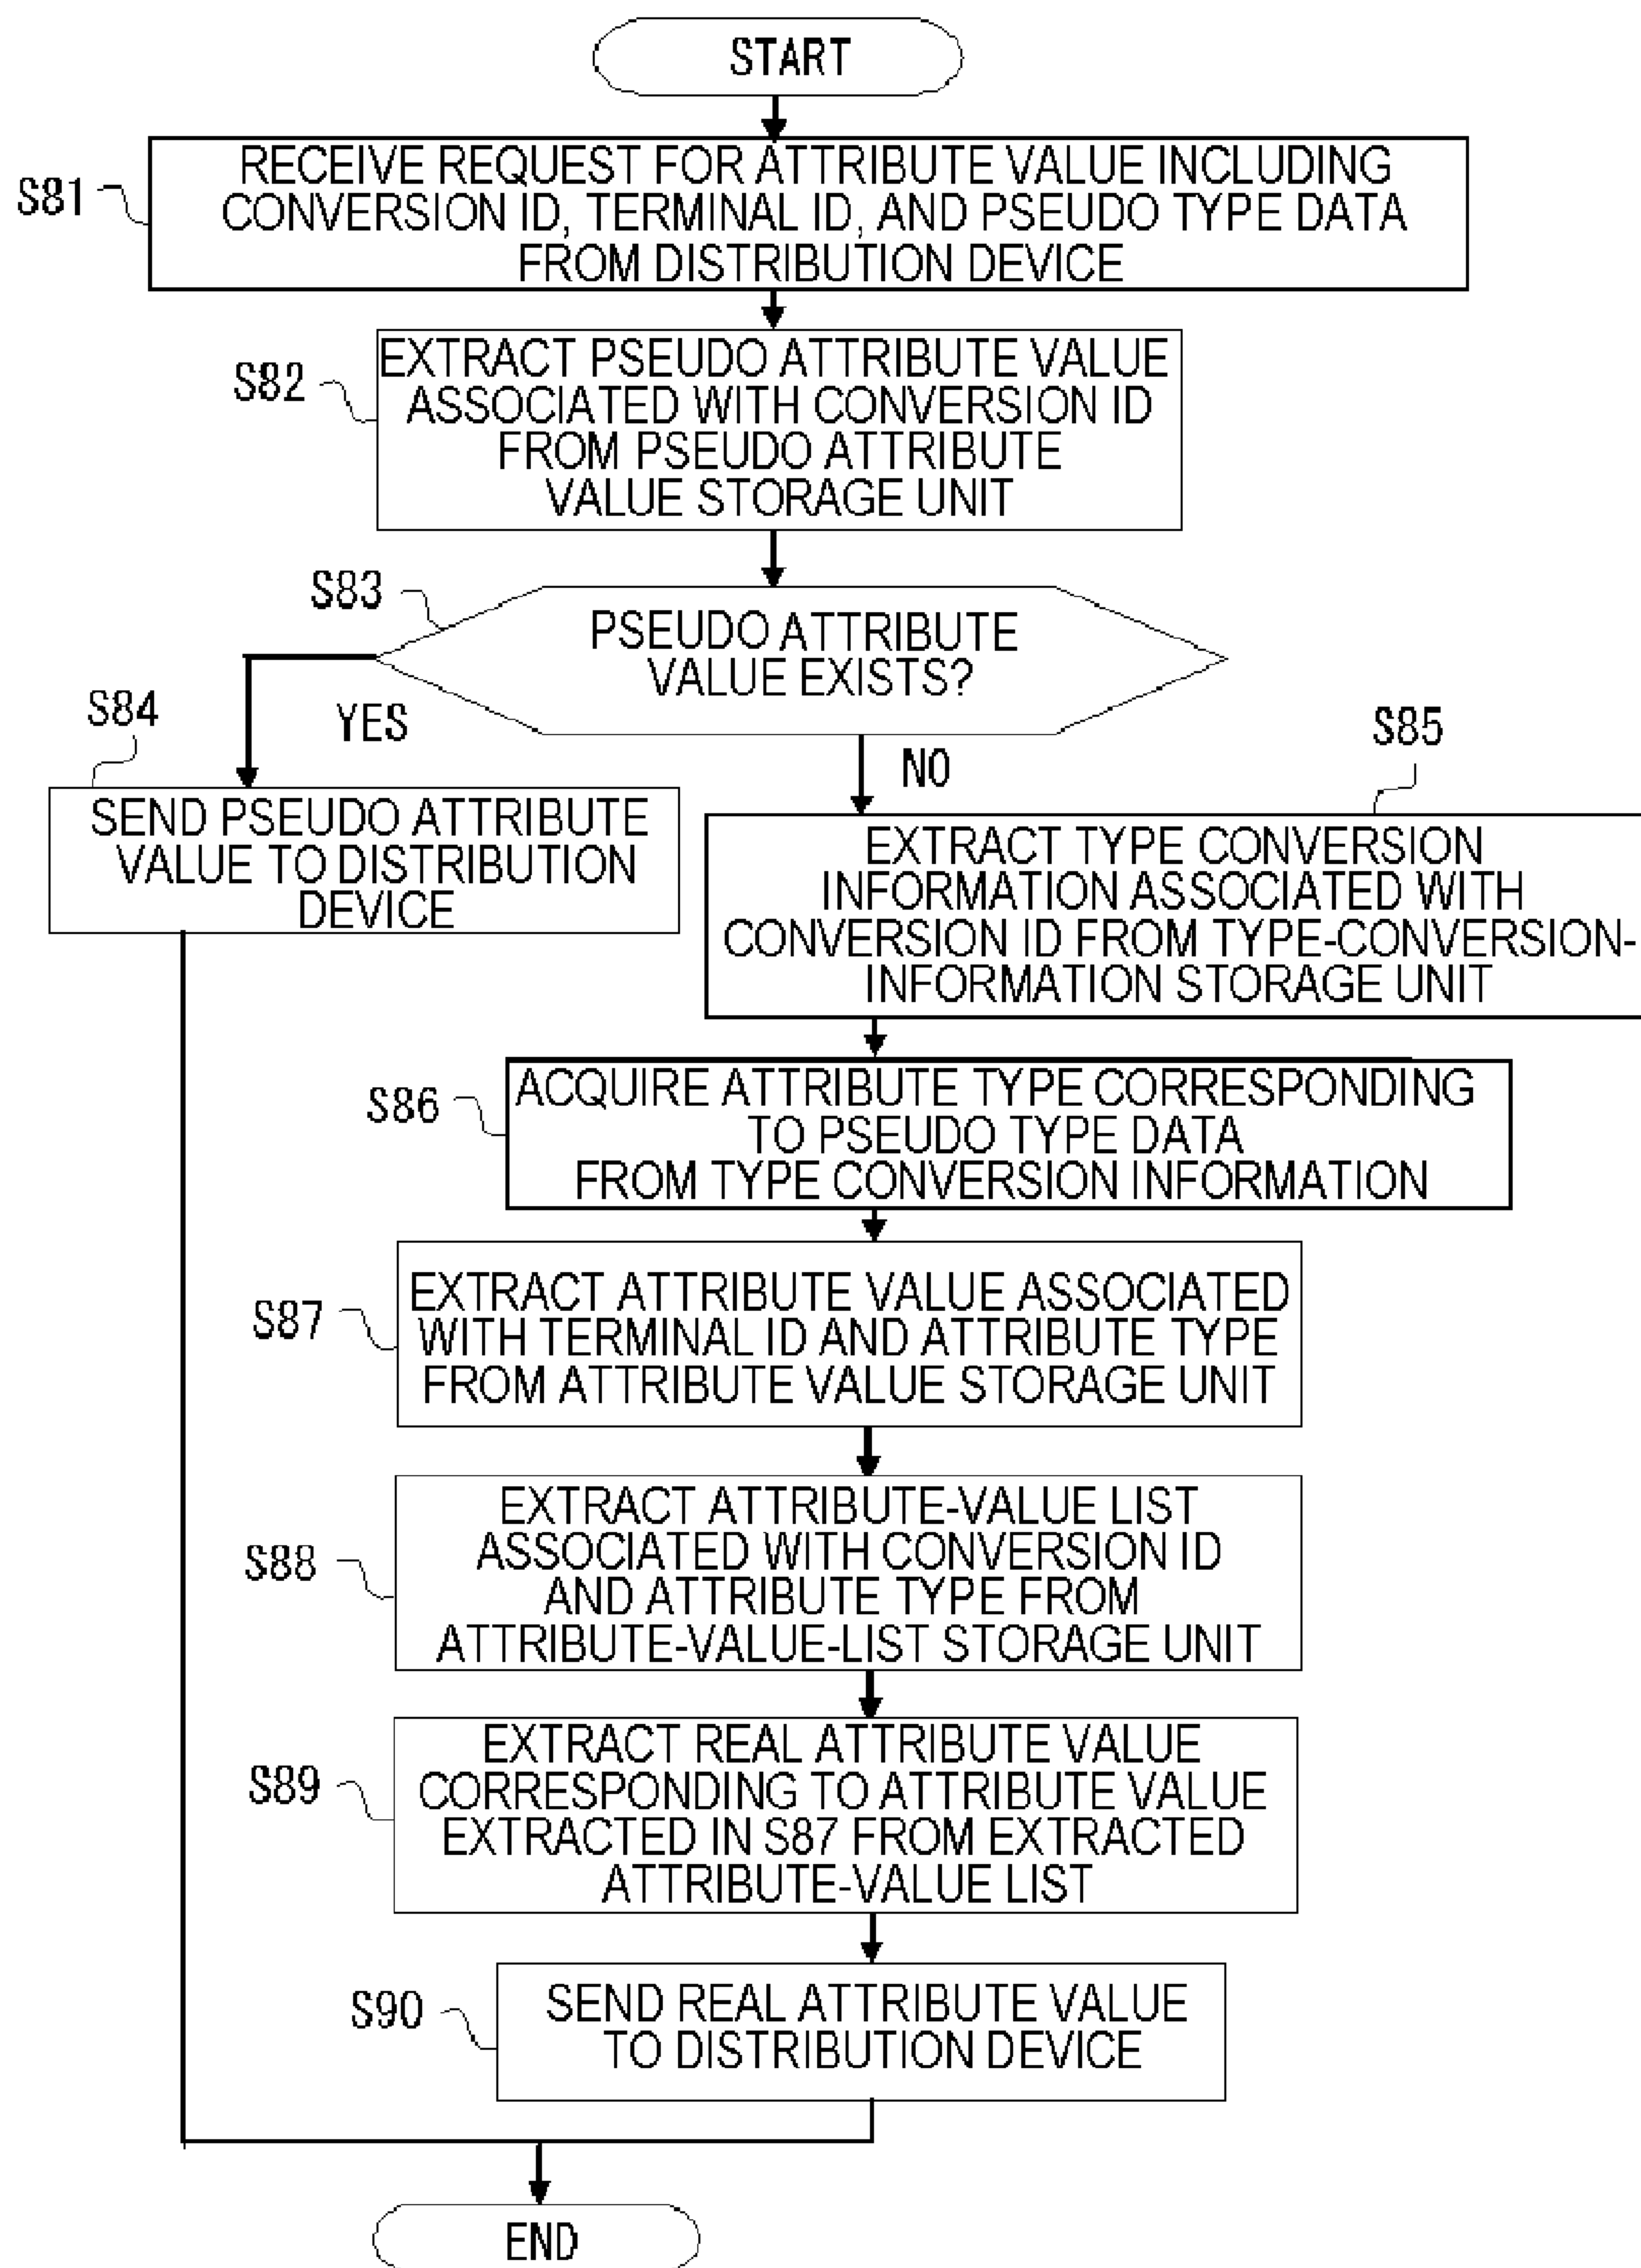 START
S81
RECEIVE REQUEST FOR ATTRIBUTE VALUE INCLUDING
CONVERSION ID, TERMINAL ID, AND PSEUDO TYPE DATA
FROM DISTRIBUTION DEVICE
S82
EXTRACT PSEUDO ATTRIBUTE VALUE
ASSOCIATED WITH CONVERSION ID
FROM PSEUDO ATTRIBUTE
VALUE STORAGE UNIT
S83
PSEUDO ATTRIBUTE
VALUE EXISTS?
YES
NO
S84
SEND PSEUDO ATTRIBUTE
VALUE TO DISTRIBUTION
DEVICE
S85
EXTRACT TYPE CONVERSION
INFORMATION ASSOCIATED WITH
CONVERSION ID FROM TYPE-CONVERSION-
INFORMATION STORAGE UNIT
S86
ACQUIRE ATTRIBUTE TYPE CORRESPONDING
TO PSEUDO TYPE DATA
FROM TYPE CONVERSION INFORMATION
S87
EXTRACT ATTRIBUTE VALUE ASSOCIATED
WITH TERMINAL ID AND ATTRIBUTE TYPE
FROM ATTRIBUTE VALUE STORAGE UNIT
S88
EXTRACT ATTRIBUTE-VALUE LIST
ASSOCIATED WITH CONVERSION ID
AND ATTRIBUTE TYPE FROM
ATTRIBUTE-VALUE-LIST STORAGE UNIT
S89
EXTRACT REAL ATTRIBUTE VALUE
CORRESPONDING TO ATTRIBUTE VALUE
EXTRACTED IN S87 FROM EXTRACTED
ATTRIBUTE-VALUE LIST
S90
SEND REAL ATTRIBUTE VALUE
TO DISTRIBUTION DEVICE
END